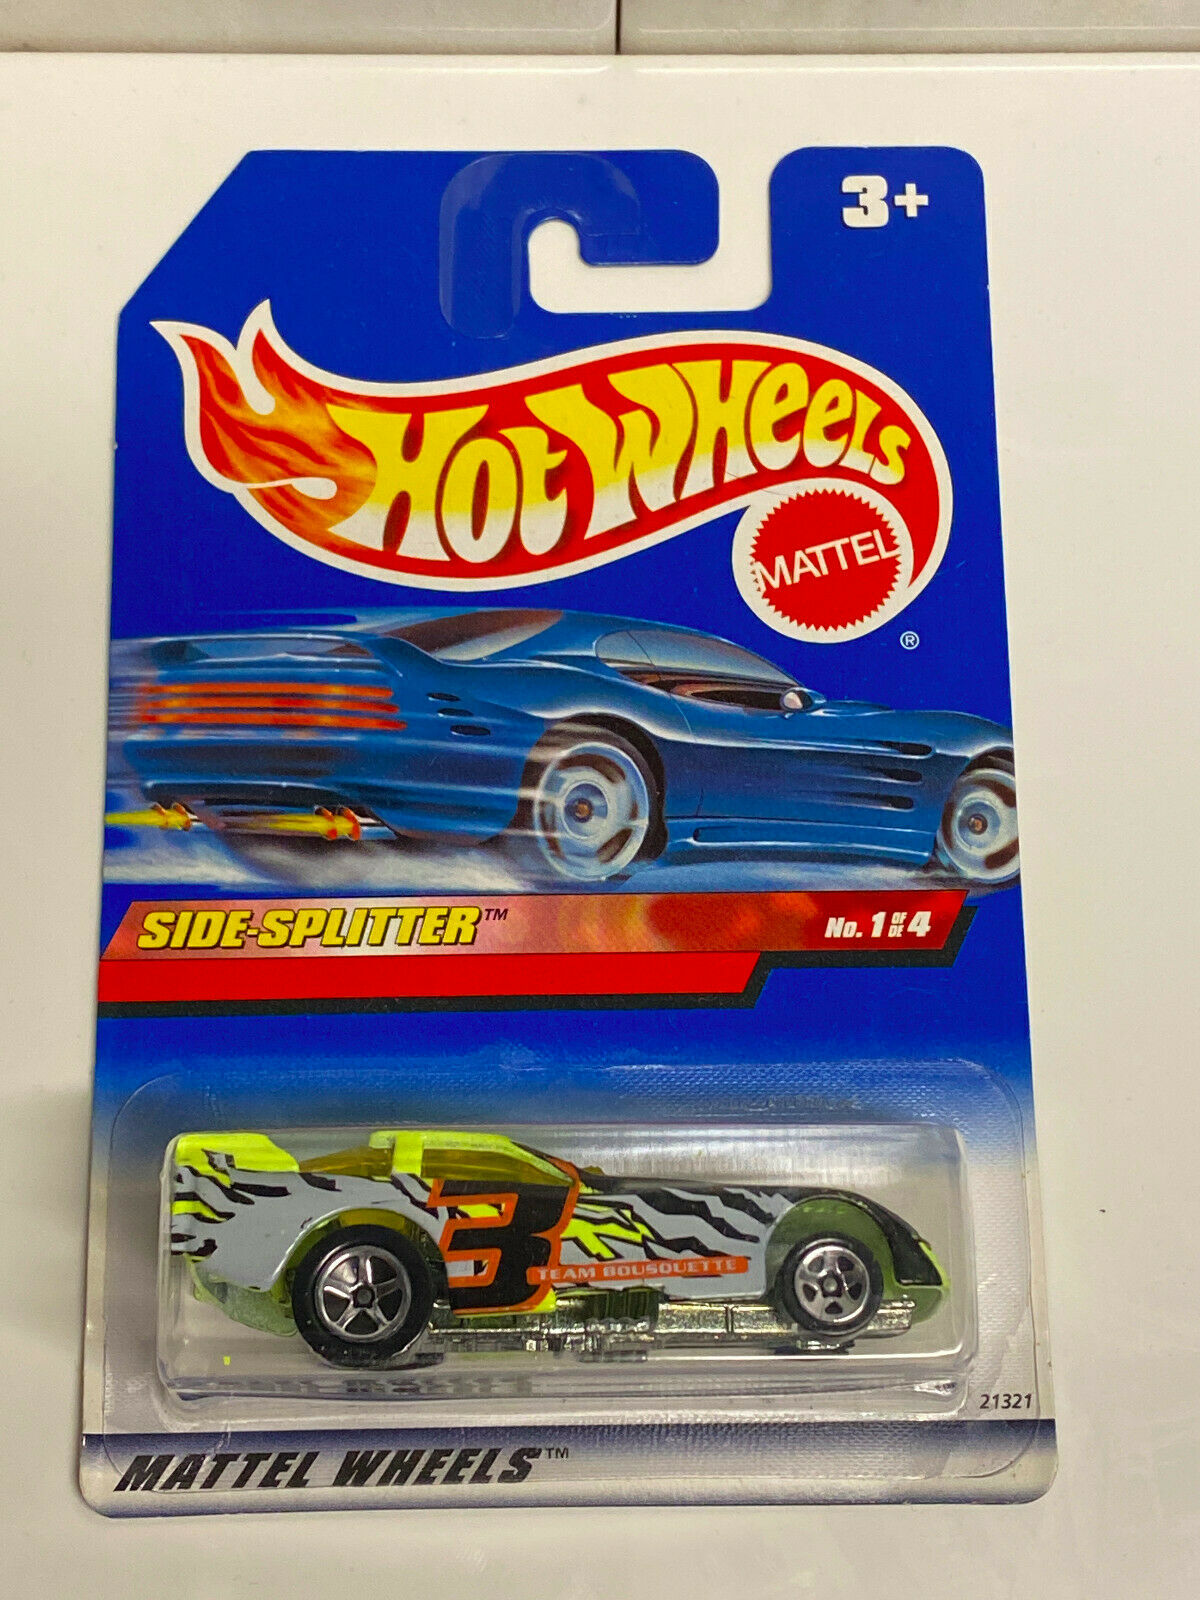 3+
HOT WHEELS
MATTEL
®
SIDE-SPLITTER™
No. 1 OF DE 4
3
TEAM BOUSQUETTE
21321
MATTEL WHEELS™